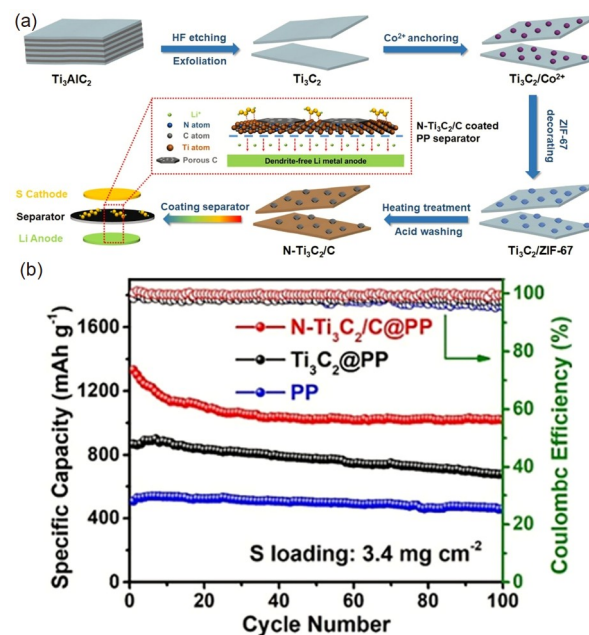 (a)
HF etching
Exfoliation
Co²⁺ anchoring
Ti₃AlC₂
Ti₃C₂
Ti₃C₂/Co²⁺
Li⁺
N atom
C atom
Ti atom
Porous C
Dendrite-free Li metal anode
N-Ti₃C₂/C coated
PP separator
ZIF-67
decorating
S Cathode
Separator
Li Anode
Coating separator
Heating treatment
Acid washing
N-Ti₃C₂/C
Ti₃C₂/ZIF-67
(b)
Specific Capacity (mAh g⁻¹)
1600
1200
800
400
0
N-Ti₃C₂/C@PP
Ti₃C₂@PP
PP
S loading: 3.4 mg cm⁻²
100
80
60
40
20
0
Coulombc Efficiency (%)
0
20
40
60
80
100
Cycle Number